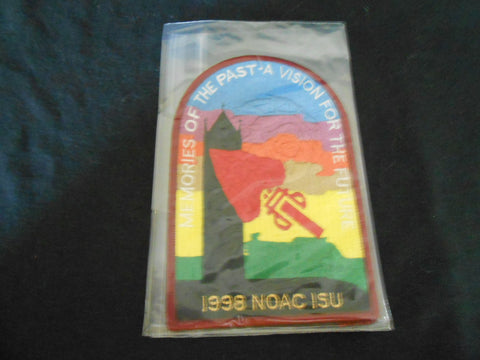 MEMORIES OF THE PAST-A VISION FOR THE FUTURE
1998 NOAC ISU